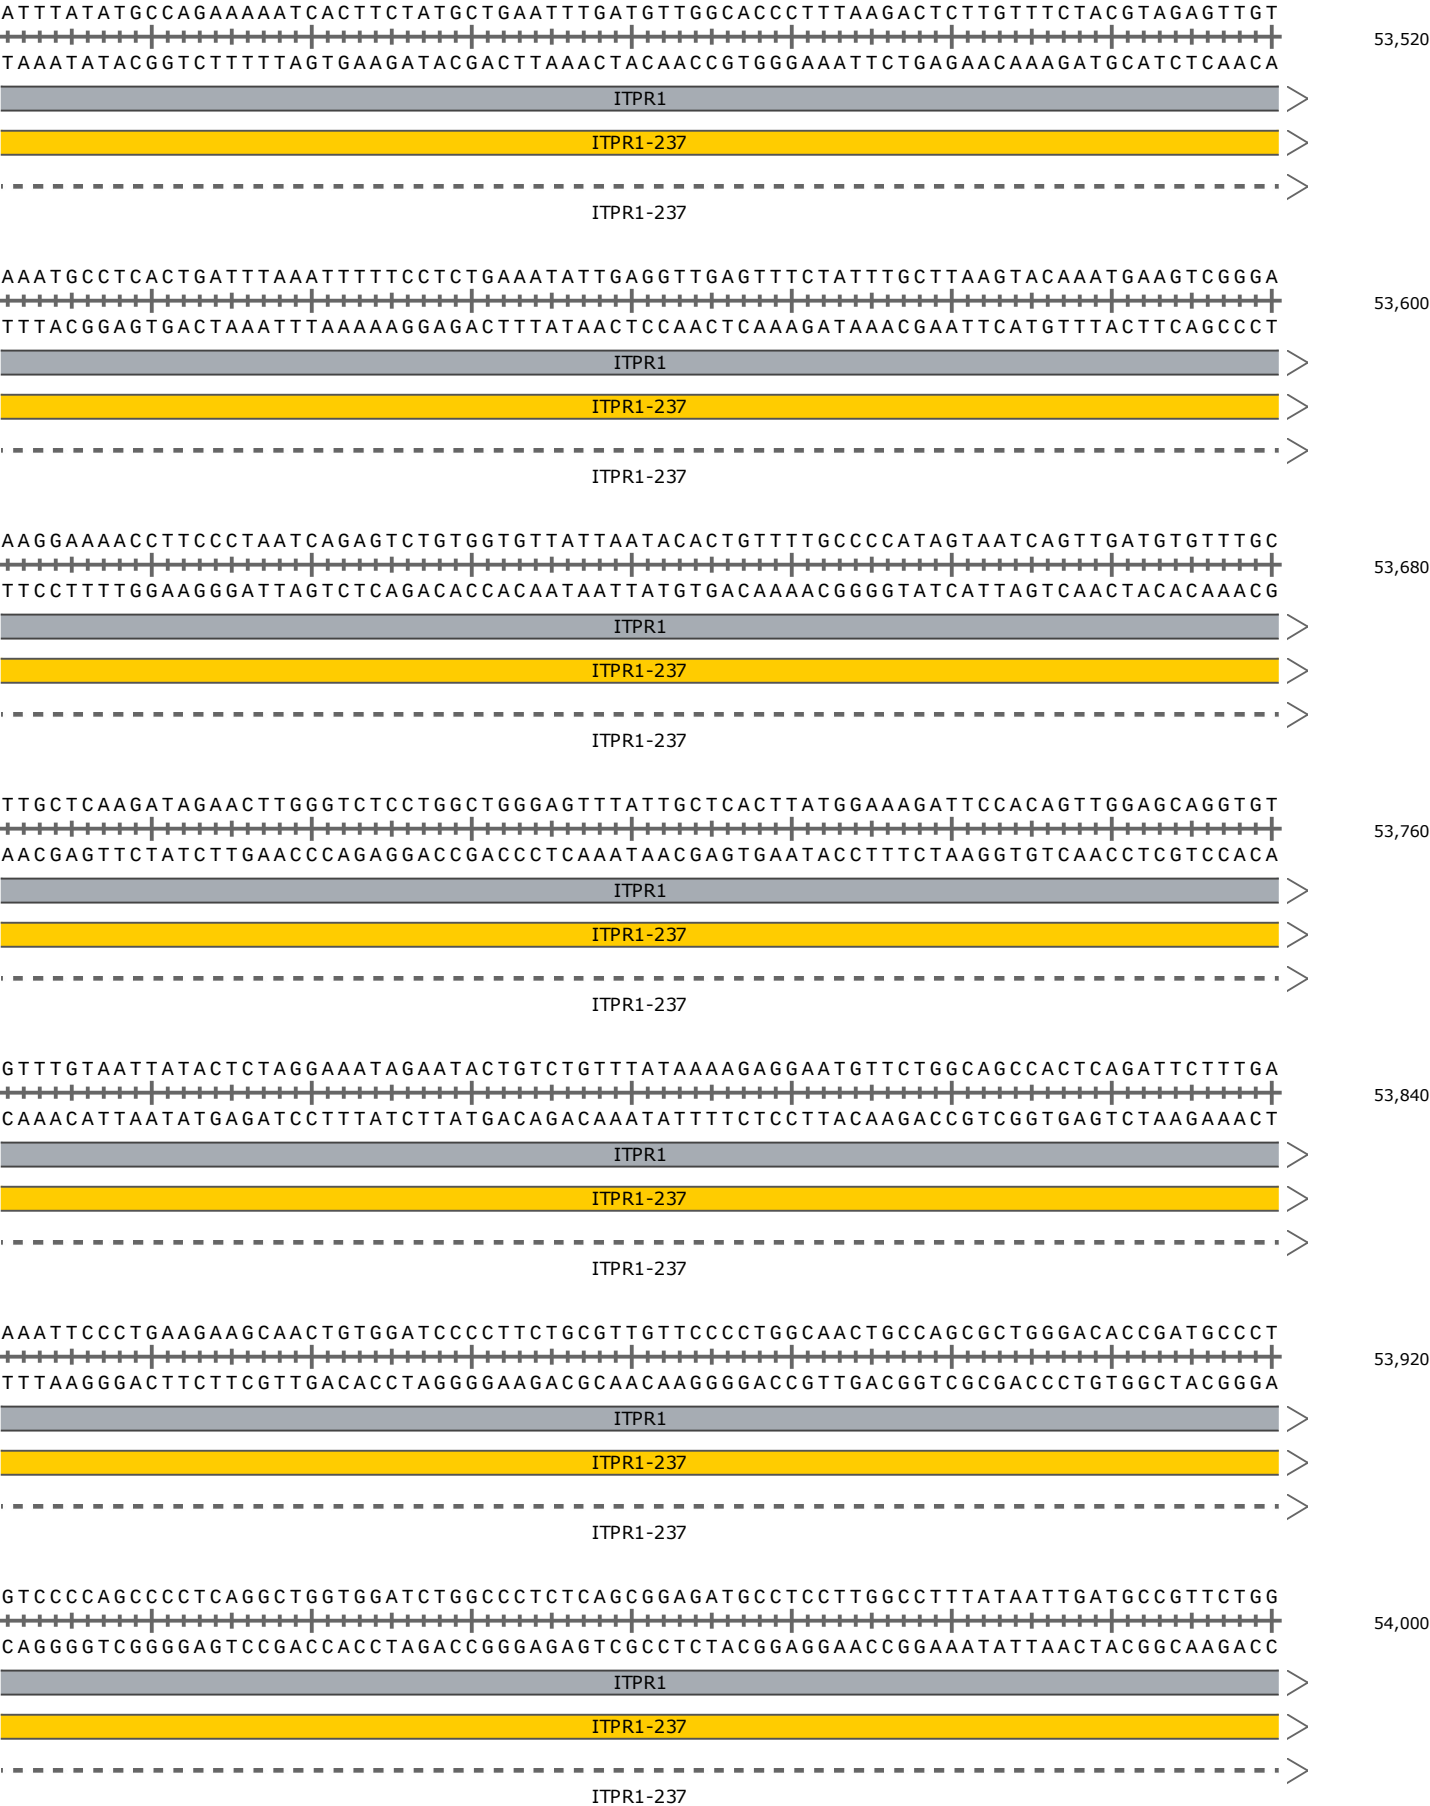 ATTTATATGCCAGAAAAATCACTTCTATGCTGAATTTGATGTTGGCACCCTTTAAGACTCTTGTTTCTACGTAGAGTTGT
53,520
TAAATATACGGTCTTTTTAGTGAAGATACGACTTAAACTACAACCGTGGGAAATTCTGAGAACAAAGATGCATCTCAACA
ITPR1
ITPR1-237
ITPR1-237
AAATGCCTCACTGATTTAAATTTTTCCTCTGAAATATTGAGGTTGAGTTTCTATTTGCTTAAGTACAAATGAAGTCGGGA
53,600
TTTACGGAGTGACTAAATTTAAAAAGGAGACTTTATAACTCCAACTCAAAGATAAACGAATTCATGTTTACTTCAGCCCT
ITPR1
ITPR1-237
ITPR1-237
AAGGAAAACCTTCCCTAATCAGAGTCTGTGGTGTTATTAATACACTGTTTTGCCCCATAGTAATCAGTTGATGTGTTTGC
53,680
TTCCTTTTGGAAGGGATTAGTCTCAGACACCACAATAATTATGTGACAAAACGGGGTATCATTAGTCAACTACACAAACG
ITPR1
ITPR1-237
ITPR1-237
TTGCTCAAGATAGAACTTGGGTCTCCTGGCTGGGAGTTTATTGCTCACTTATGGAAAGATTCCACAGTTGGAGCAGGTGT
53,760
AACGAGTTCTATCTTGAACCCAGAGGACCGACCCTCAAATAACGAGTGAATACCTTTCTAAGGTGTCAACCTCGTCCACA
ITPR1
ITPR1-237
ITPR1-237
GTTTGTAATTATACTCTAGGAAATAGAATACTGTCTGTTTATAAAAGAGGAATGTTCTGGCAGCCACTCAGATTCTTTGA
53,840
CAAACATTAATATGAGATCCTTTATCTTATGACAGACAAATATTTTCTCCTTACAAGACCGTCGGTGAGTCTAAGAAACT
ITPR1
ITPR1-237
ITPR1-237
AAATTCCCTGAAGAAGCAACTGTGGATCCCCTTCTGCGTTGTTCCCCTGGCAACTGCCAGCGCTGGGACACCGATGCCCT
53,920
TTTAAGGGACTTCTTCGTTGACACCTAGGGGAAGACGCAACAAGGGGACCGTTGACGGTCGCGACCCTGTGGCTACGGGA
ITPR1
ITPR1-237
ITPR1-237
GTCCCCAGCCCCTCAGGCTGGTGGATCTGGCCCTCTCAGCGGAGATGCCTCCTTGGCCTTTATAATTGATGCCGTTCTGG
54,000
CAGGGGTCGGGGAGTCCGACCACCTAGACCGGGAGAGTCGCCTCTACGGAGGAACCGGAAATATTAACTACGGCAAGACC
ITPR1
ITPR1-237
ITPR1-237